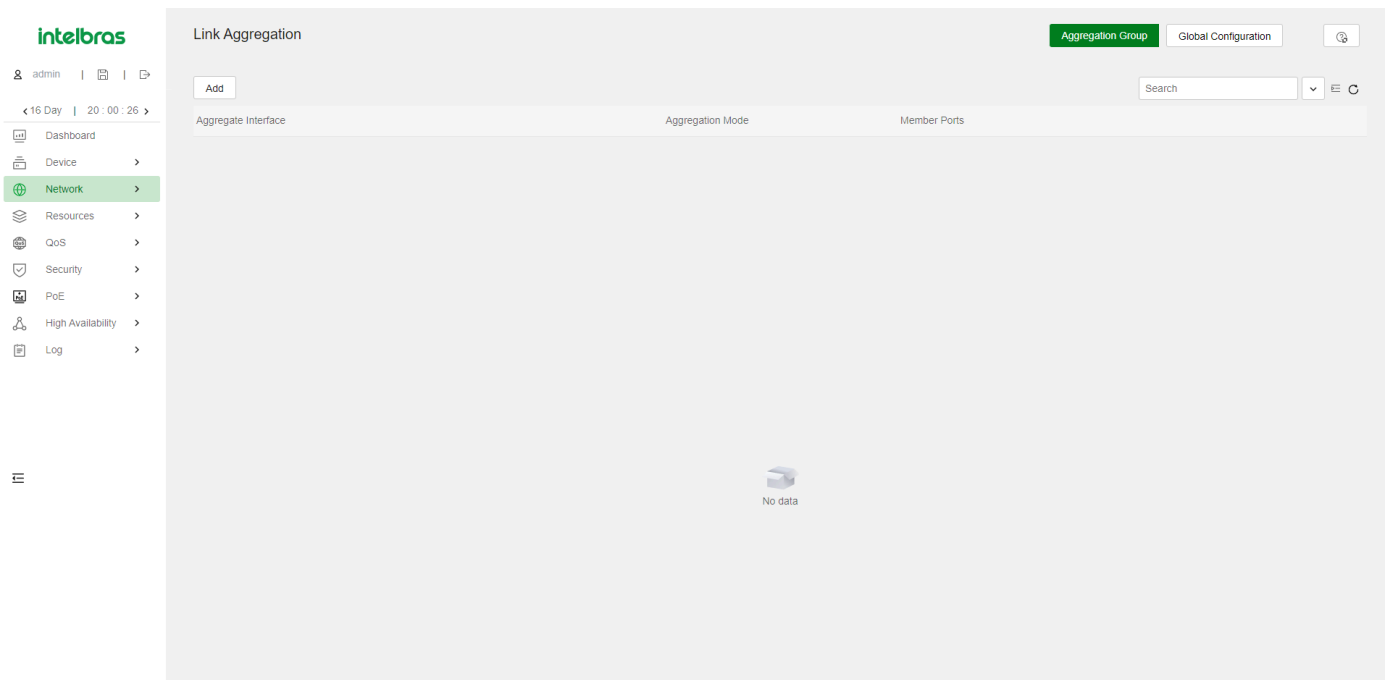 intelbras
admin | |
16 Day | 20 : 00 : 26
Dashboard
Device
Network
Resources
QoS
Security
PoE
High Availability
Log
Link Aggregation
Aggregation Group
Global Configuration
Add
Search
Aggregate Interface Aggregation Mode Member Ports
No data